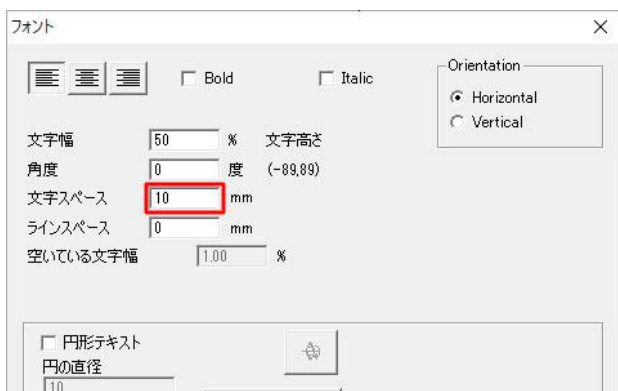 フォント
Bold
Italic
Orientation
Horizontal
Vertical
文字幅 50 % 文字高さ
角度 0 度 (-89,89)
文字スペース 10 mm
ラインスペース 0 mm
空いている文字幅 1.00 %
円形テキスト
円の直径
10